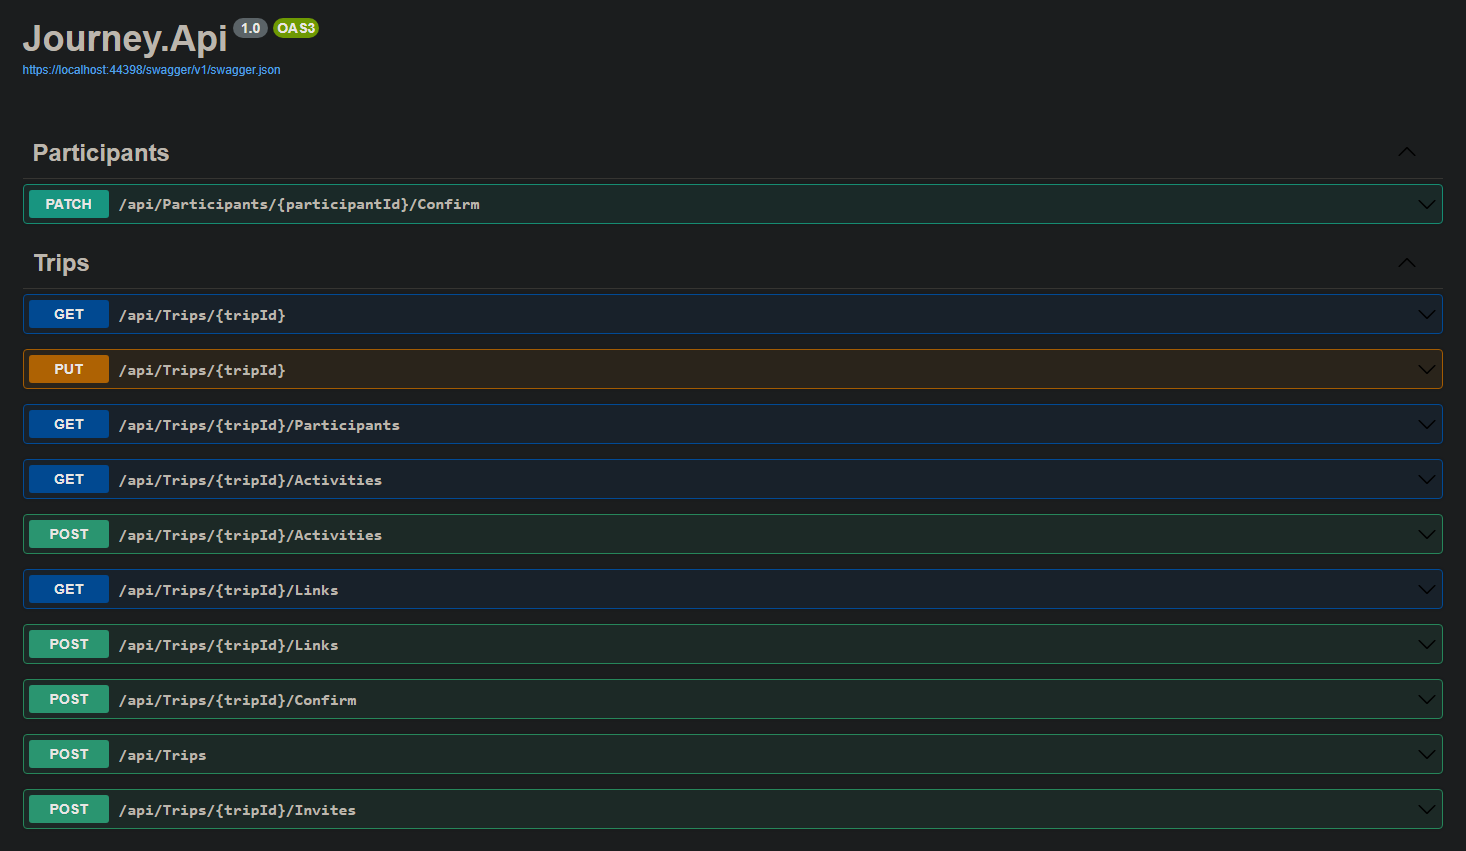 Journey.Api 1.0 OAS3
https://localhost:44398/swagger/v1/swagger.json
Participants
PATCH /api/Participants/{participantId}/Confirm
Trips
GET /api/Trips/{tripId}
PUT /api/Trips/{tripId}
GET /api/Trips/{tripId}/Participants
GET /api/Trips/{tripId}/Activities
POST /api/Trips/{tripId}/Activities
GET /api/Trips/{tripId}/Links
POST /api/Trips/{tripId}/Links
POST /api/Trips/{tripId}/Confirm
POST /api/Trips
POST /api/Trips/{tripId}/Invites